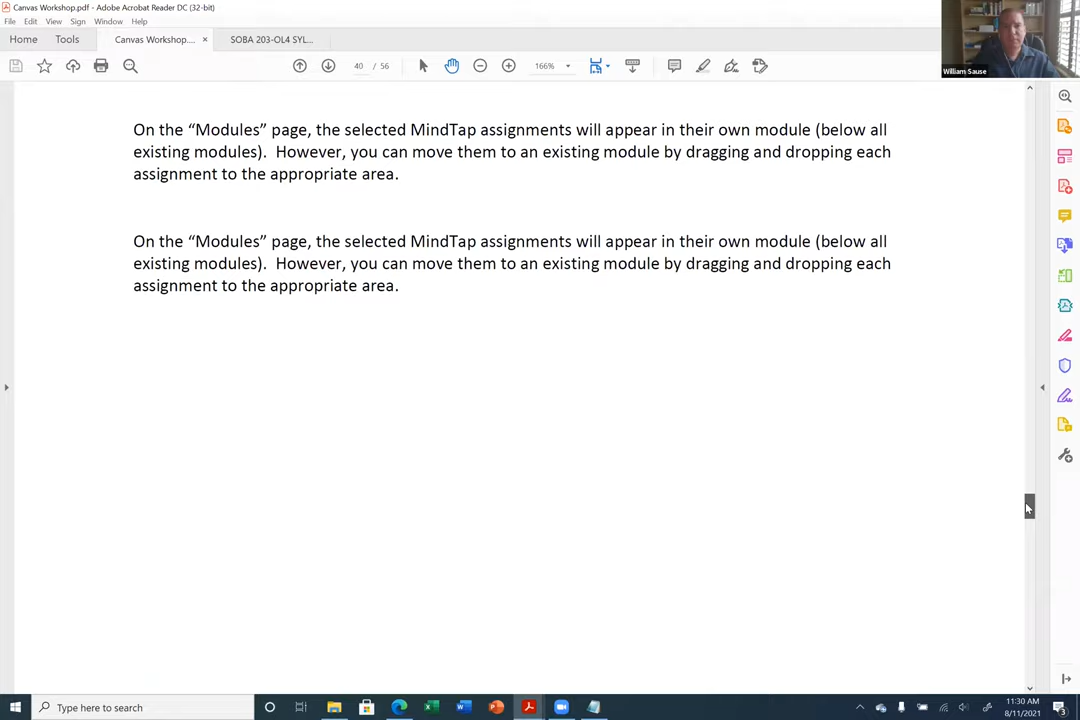 Canvas Workshop.pdf - Adobe Acrobat Reader DC (32-bit)
File Edit View Sign Window Help
Home Tools Canvas Workshop.... × SOBA 203-OL4 SYL...
40 / 56 166%
William Sause
On the “Modules” page, the selected MindTap assignments will appear in their own module (below all
existing modules). However, you can move them to an existing module by dragging and dropping each
assignment to the appropriate area.
On the “Modules” page, the selected MindTap assignments will appear in their own module (below all
existing modules). However, you can move them to an existing module by dragging and dropping each
assignment to the appropriate area.
Type here to search
11:30 AM
8/11/2021
3